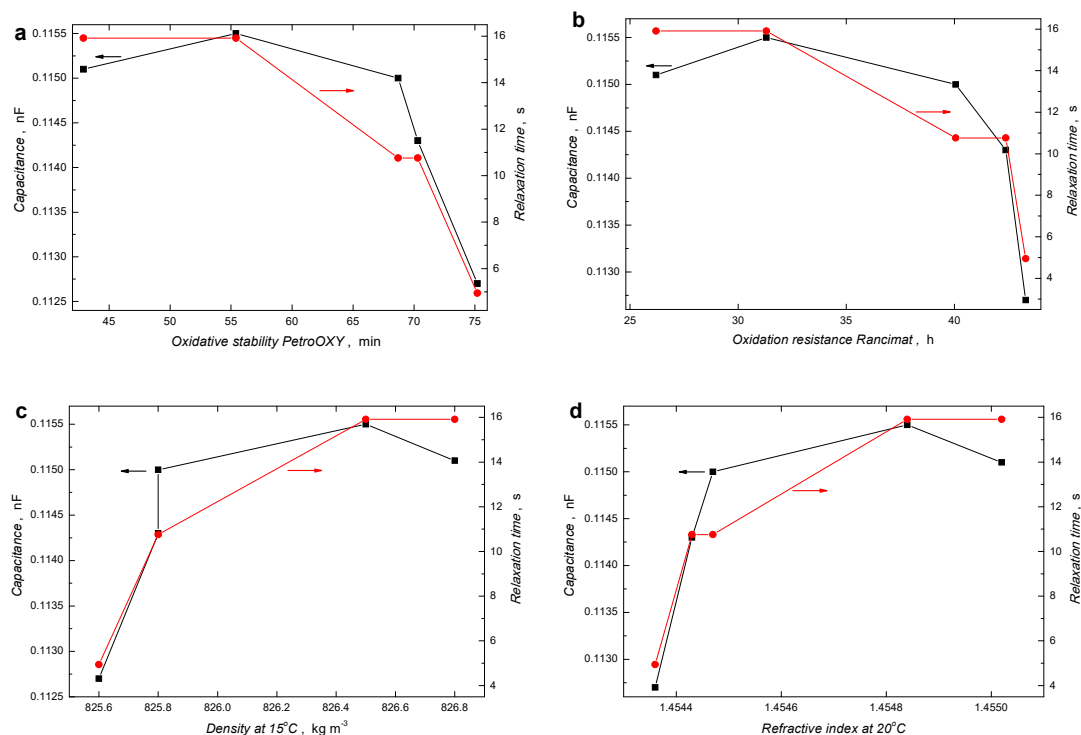 a
0.1155
0.1150
0.1145
0.1140
0.1135
0.1130
0.1125
Capacitance , nF
16
14
12
10
8
6
Relaxation time , s
45 50 55 60 65 70 75
Oxidative stability PetroOXY , min
b
0.1155
0.1150
0.1145
0.1140
0.1135
0.1130
Capacitance , nF
16
14
12
10
8
6
4
Relaxation time , s
25 30 35 40
Oxidation resistance Rancimat , h
c
0.1155
0.1150
0.1145
0.1140
0.1135
0.1130
0.1125
Capacitance , nF
16
14
12
10
8
6
4
Relaxation time , s
825.6 825.8 826.0 826.2 826.4 826.6 826.8
Density at 15°C , kg m⁻³
d
0.1155
0.1150
0.1145
0.1140
0.1135
0.1130
0.1125
Capacitance , nF
16
14
12
10
8
6
4
Relaxation time , s
1.4544 1.4546 1.4548 1.4550
Refractive index at 20°C